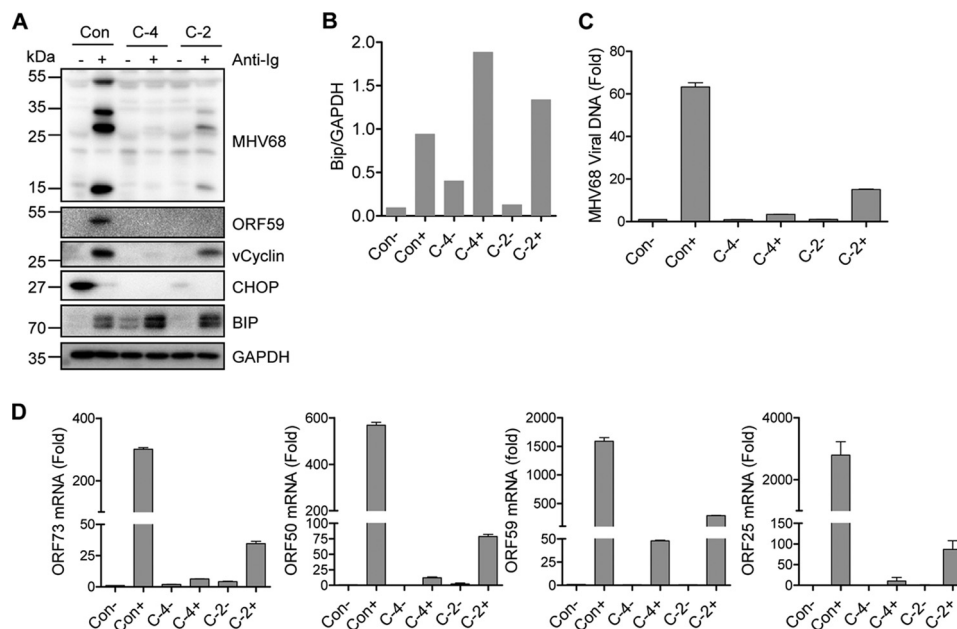 A
Con C-4 C-2
kDa - + - + - + Anti-Ig
55
35
25
15
MHV68
55
ORF59
25
vCyclin
27
CHOP
70
BIP
35
GAPDH
B
Bip/GAPDH
2.0
1.5
1.0
0.5
0.0
Con- Con+ C-4- C-4+ C-2- C-2+
C
MHV68 Viral DNA (Fold)
80
60
40
20
0
Con- Con+ C-4- C-4+ C-2- C-2+
D
ORF73 mRNA (Fold)
400
200
50
25
0
Con- Con+ C-4- C-4+ C-2- C-2+
ORF50 mRNA (Fold)
600
400
200
100
75
50
25
0
Con- Con+ C-4- C-4+ C-2- C-2+
ORF59 mRNA (fold)
2000
1500
1000
500
100
50
0
Con- Con+ C-4- C-4+ C-2- C-2+
ORF25 mRNA (Fold)
4000
2000
150
100
50
0
Con- Con+ C-4- C-4+ C-2- C-2+